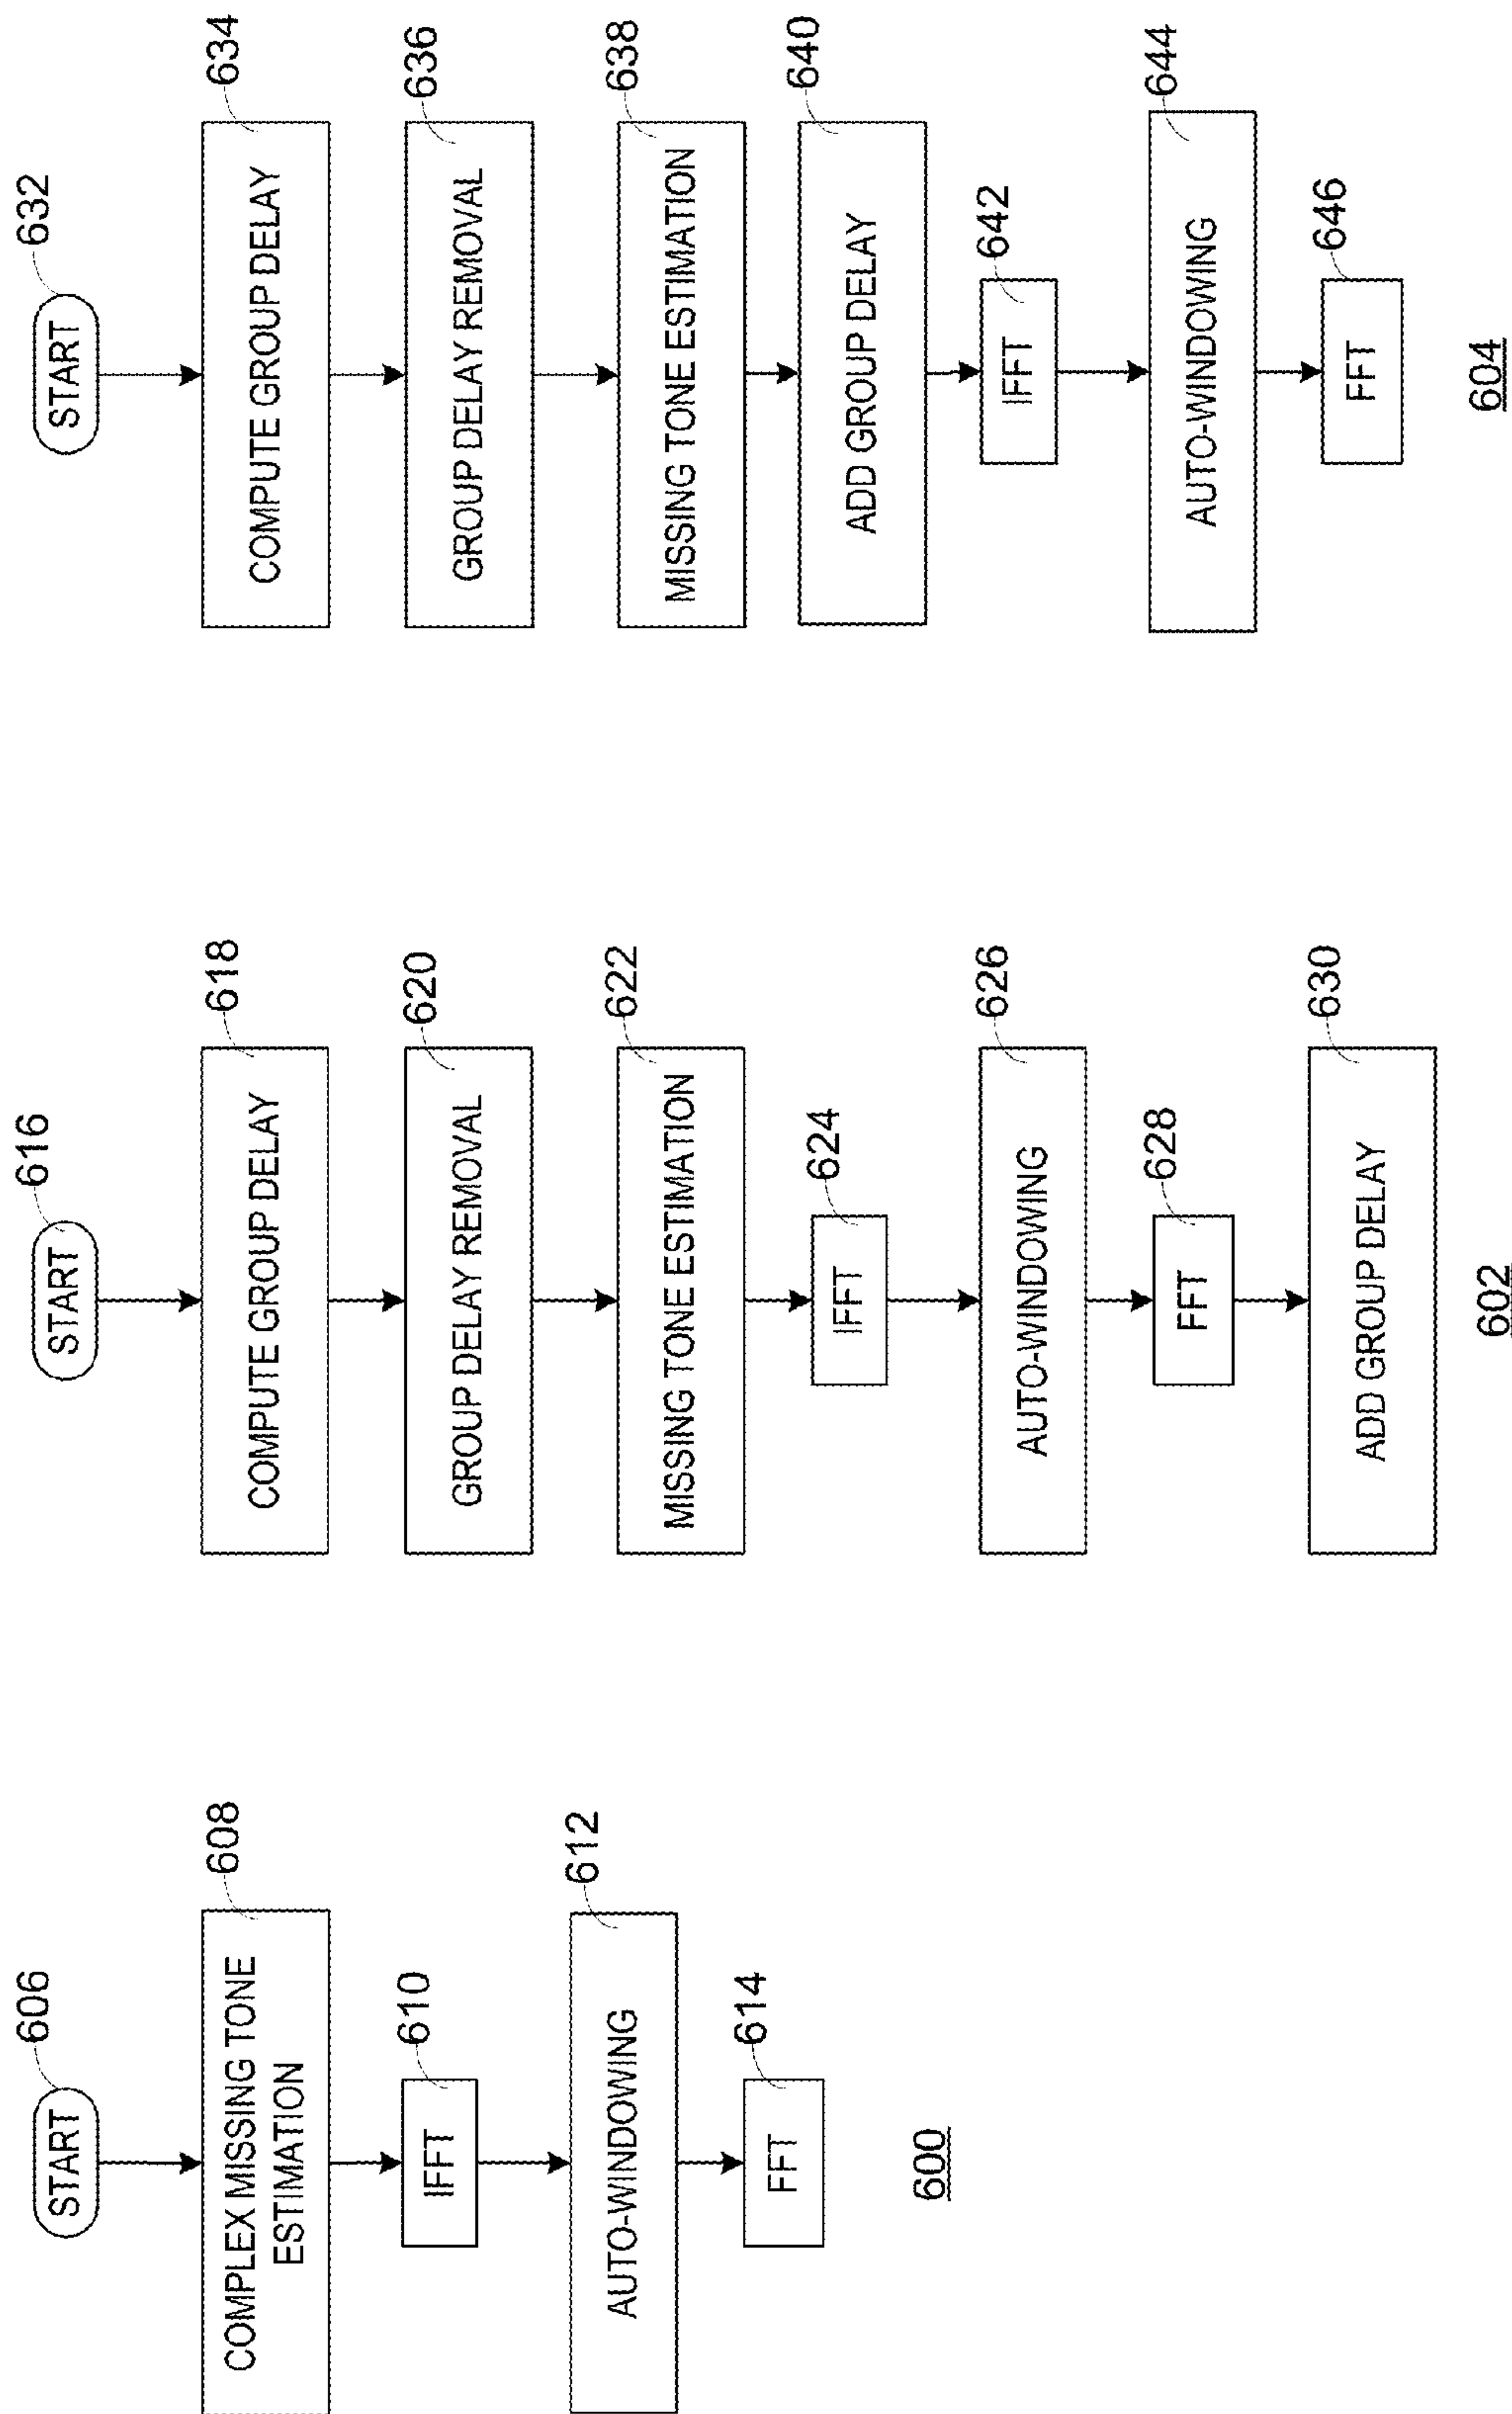 606
START
608
COMPLEX MISSING TONE
ESTIMATION
610
IFFT
612
AUTO-WINDOWING
614
FFT
600
616
START
618
COMPUTE GROUP DELAY
620
GROUP DELAY REMOVAL
622
MISSING TONE ESTIMATION
624
IFFT
626
AUTO-WINDOWING
628
FFT
630
ADD GROUP DELAY
602
632
START
634
COMPUTE GROUP DELAY
636
GROUP DELAY REMOVAL
638
MISSING TONE ESTIMATION
640
ADD GROUP DELAY
642
IFFT
644
AUTO-WINDOWING
646
FFT
604